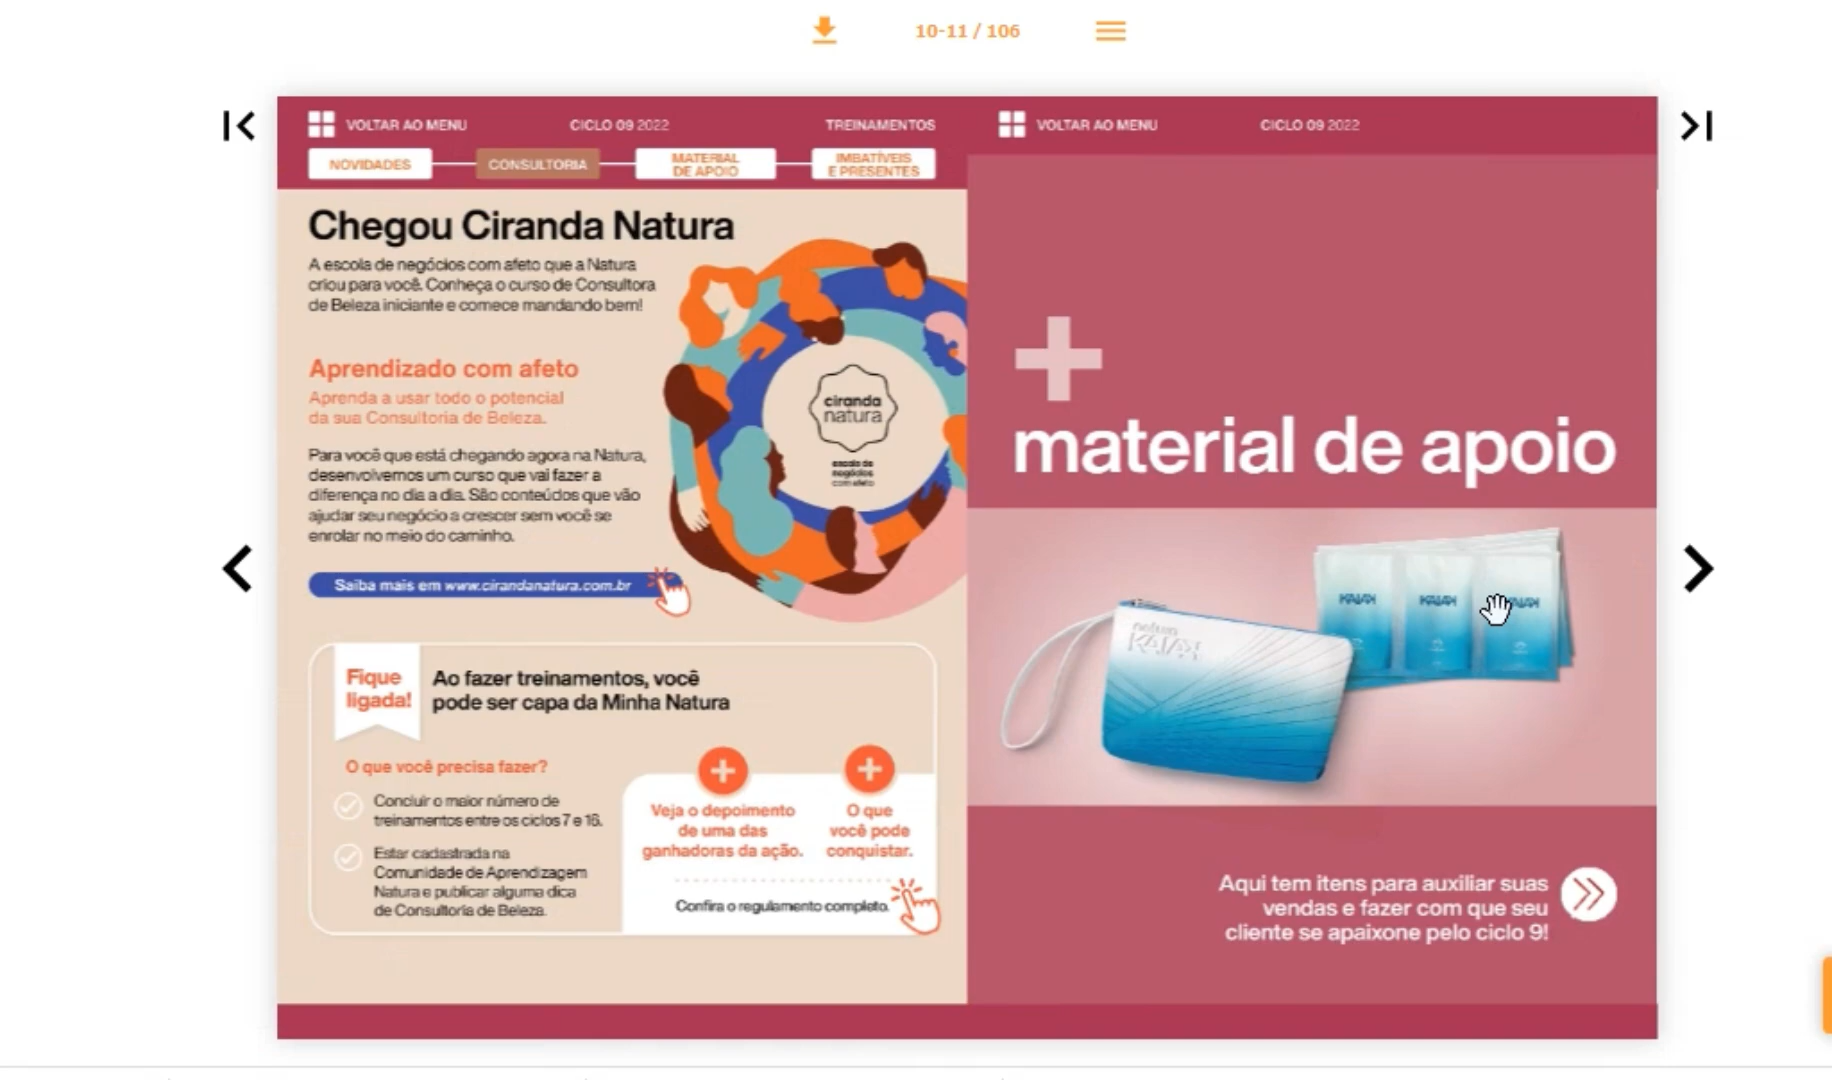 10-11 / 106
VOLTAR AO MENU
CICLO 09 2022
TREINAMENTOS
NOVIDADES
CONSULTORIA
MATERIAL
DE APOIO
IMBATÍVEIS
E PRESENTES
Chegou Ciranda Natura
A escola de negócios com afeto que a Natura
criou para você. Conheça o curso de Consultora
de Beleza iniciante e comece mandando bem!
Aprendizado com afeto
Aprenda a usar todo o potencial
da sua Consultoria de Beleza.
Para você que está chegando agora na Natura,
desenvolvemos um curso que vai fazer a
diferença no dia a dia. São conteúdos que vão
ajudar seu negócio a crescer sem você se
enrolar no meio do caminho.
Saiba mais em www.cirandanatura.com.br
ciranda
natura
escola de
negócios
com afeto
Fique
ligada!
Ao fazer treinamentos, você
pode ser capa da Minha Natura
O que você precisa fazer?
Concluir o maior número de
treinamentos entre os ciclos 7 e 16.
Estar cadastrada na
Comunidade de Aprendizagem
Natura e publicar alguma dica
de Consultoria de Beleza.
Veja o depoimento
de uma das
ganhadoras da ação.
O que
você pode
conquistar.
Confira o regulamento completo.
VOLTAR AO MENU
CICLO 09 2022
material de apoio
natura
KAIAK
KAIAK
KAIAK
KAIAK
Aqui tem itens para auxiliar suas
vendas e fazer com que seu
cliente se apaixone pelo ciclo 9!